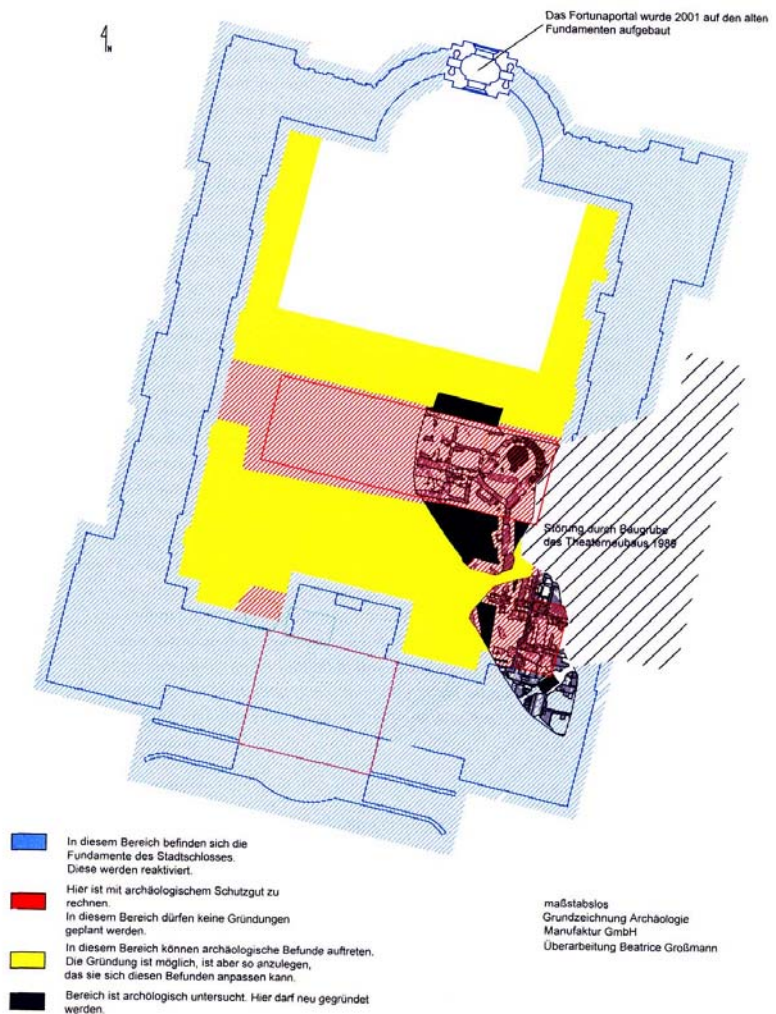 Das Fortunaportal wurde 2001 auf den alten
Fundamenten aufgebaut
N
Störung durch Baugrube
des Theaterneubaus 1989
In diesem Bereich befinden sich die
Fundamente des Stadtschlosses.
Diese werden reaktiviert.
Hier ist mit archäologischem Schutzgut zu
rechnen.
In diesem Bereich dürfen keine Gründungen
geplant werden.
In diesem Bereich können archäologische Befunde auftreten.
Die Gründung ist möglich, ist aber so anzulegen,
das sie sich diesen Befunden anpassen kann.
Bereich ist archölogisch untersucht. Hier darf neu gegründet
werden.
maßstabslos
Grundzeichnung Archäologie
Manufaktur GmbH
Überarbeitung Beatrice Großmann